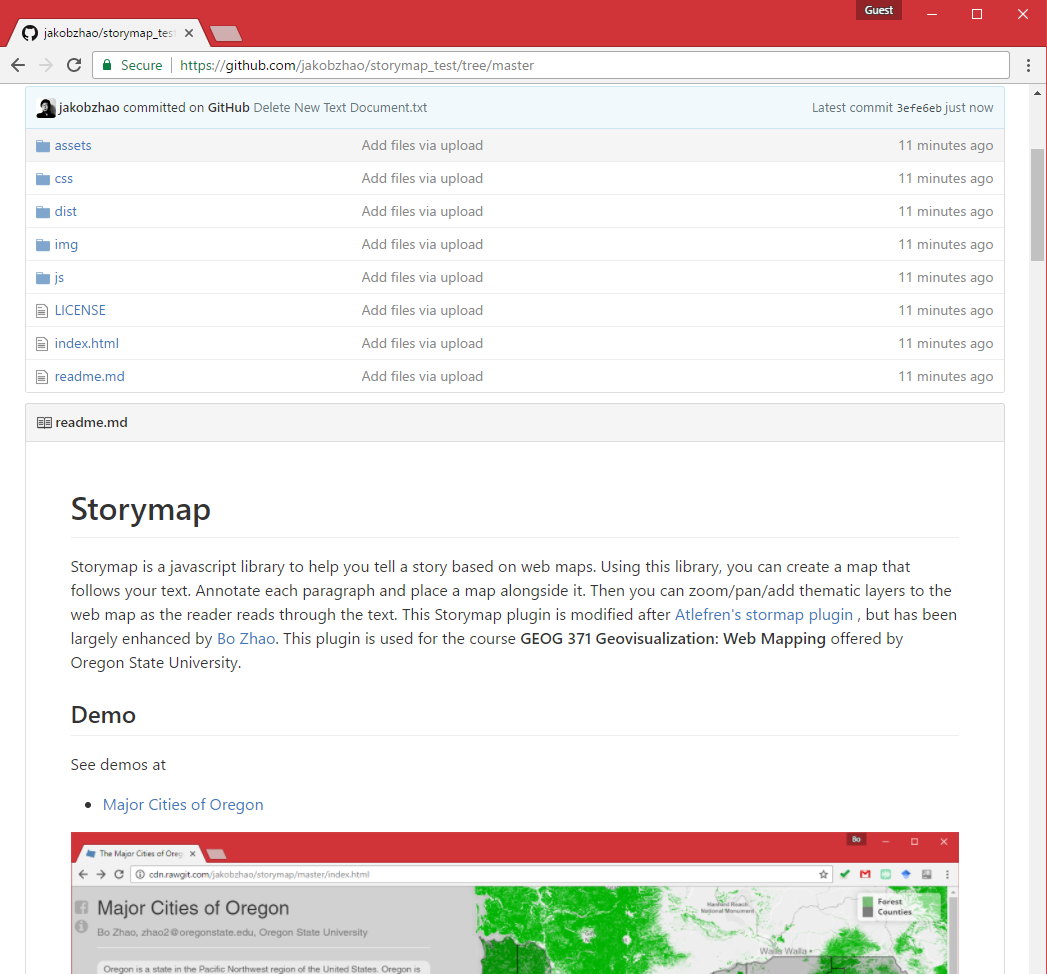 Guest
jakobzhao/storymap_test
Secure https://github.com/jakobzhao/storymap_test/tree/master
jakobzhao committed on GitHub Delete New Text Document.txt Latest commit 3efe6eb just now
assets Add files via upload 11 minutes ago
css Add files via upload 11 minutes ago
dist Add files via upload 11 minutes ago
img Add files via upload 11 minutes ago
js Add files via upload 11 minutes ago
LICENSE Add files via upload 11 minutes ago
index.html Add files via upload 11 minutes ago
readme.md Add files via upload 11 minutes ago
readme.md
Storymap
Storymap is a javascript library to help you tell a story based on web maps. Using this library, you can create a map that
follows your text. Annotate each paragraph and place a map alongside it. Then you can zoom/pan/add thematic layers to the
web map as the reader reads through the text. This Storymap plugin is modified after Atlefren's stormap plugin , but has been
largely enhanced by Bo Zhao. This plugin is used for the course GEOG 371 Geovisualization: Web Mapping offered by
Oregon State University.
Demo
See demos at
• Major Cities of Oregon
Bo
The Major Cities of Oreg
cdn.rawgit.com/jakobzhao/storymap/master/index.html
Major Cities of Oregon
Bo Zhao, zhao2@oregonstate.edu, Oregon State University
Oregon is a state in the Pacific Northwest region of the United States. Oregon is
Hanford Reach
National Monument
Forest
Counties
Walla Walla